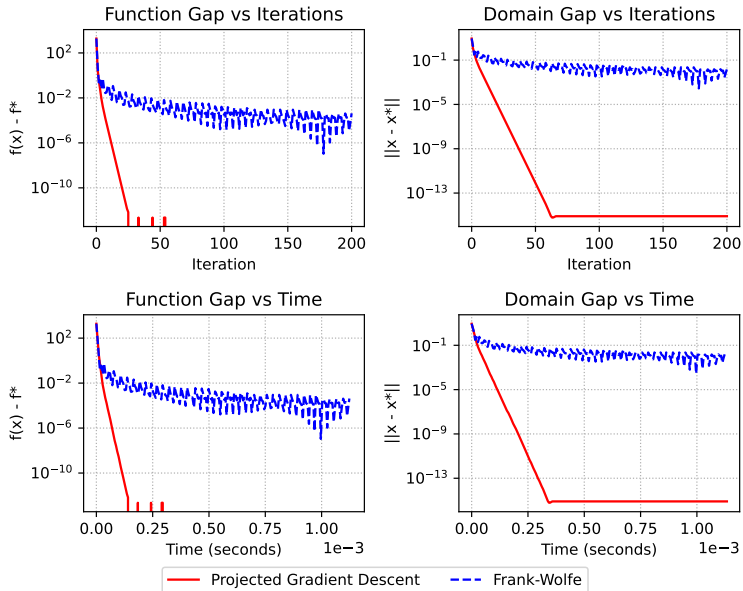 Function Gap vs Iterations
f(x) - f*
10²
10⁻²
10⁻⁶
10⁻¹⁰
0 50 100 150 200
Iteration
Domain Gap vs Iterations
||x - x*||
10⁻¹
10⁻⁵
10⁻⁹
10⁻¹³
0 50 100 150 200
Iteration
Function Gap vs Time
f(x) - f*
10²
10⁻²
10⁻⁶
10⁻¹⁰
0.00 0.25 0.50 0.75 1.00
1e−3
Time (seconds)
Domain Gap vs Time
||x - x*||
10⁻¹
10⁻⁵
10⁻⁹
10⁻¹³
0.00 0.25 0.50 0.75 1.00
1e−3
Time (seconds)
Projected Gradient Descent Frank-Wolfe